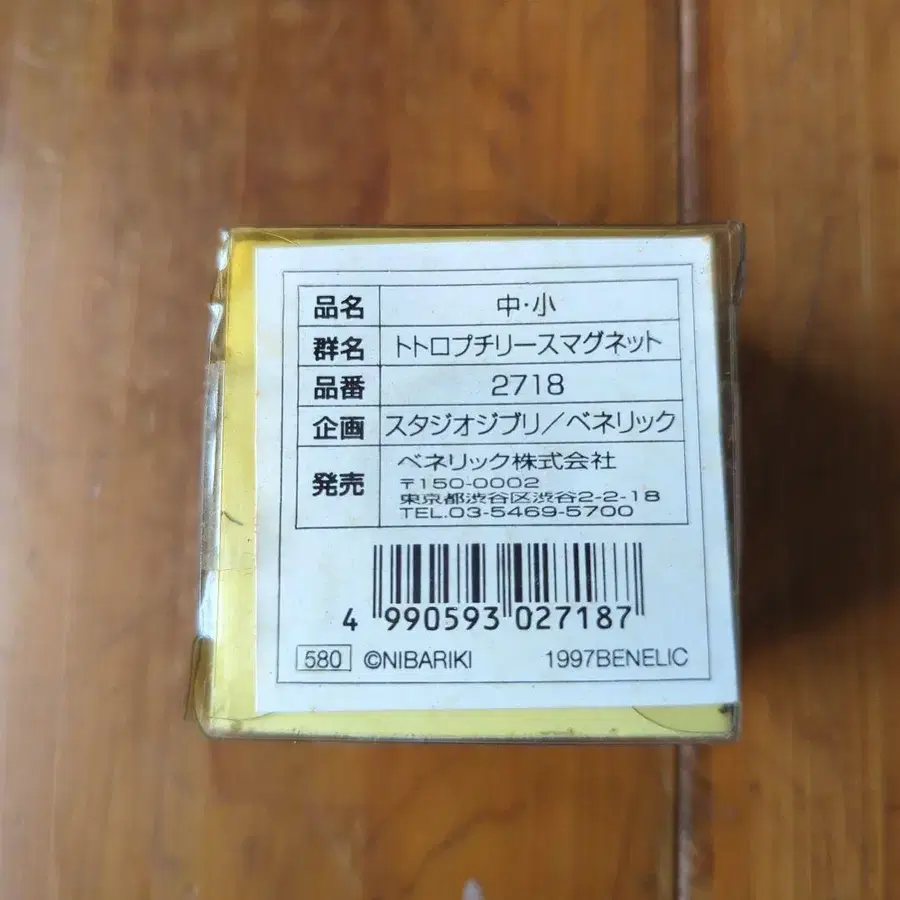 品名 中・小
群名 トトロプチリースマグネット
品番 2718
企画 スタジオジブリ/ベネリック
発売 ベネリック株式会社
〒150-0002
東京都渋谷区渋谷2-2-18
TEL.03-5469-5700
4 990593 027187
580 ©NIBARIKI 1997BENELIC